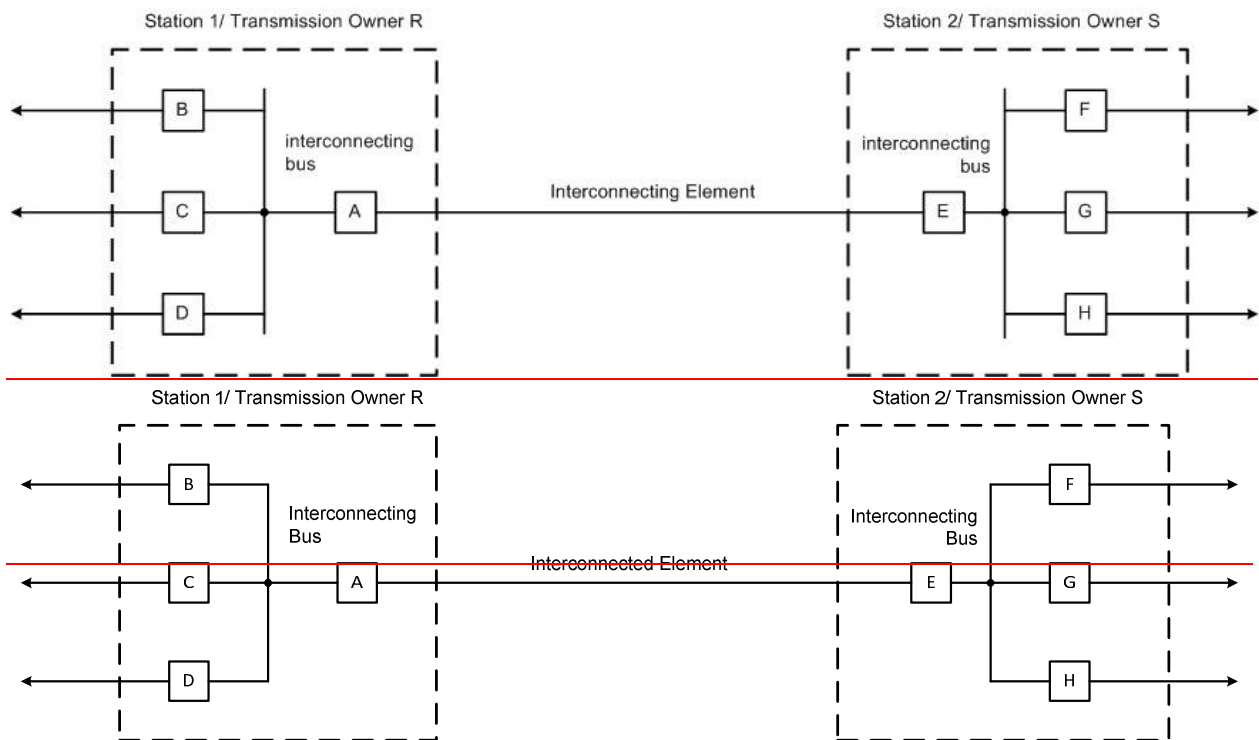 Station 1/ Transmission Owner R
Station 2/ Transmission Owner S
B
interconnecting
bus
C
A
D
Interconnecting Element
interconnecting
bus
F
E
G
H
Station 1/ Transmission Owner R
Station 2/ Transmission Owner S
B
Interconnecting
Bus
C
A
D
Interconnected Element
Interconnecting
Bus
F
E
G
H